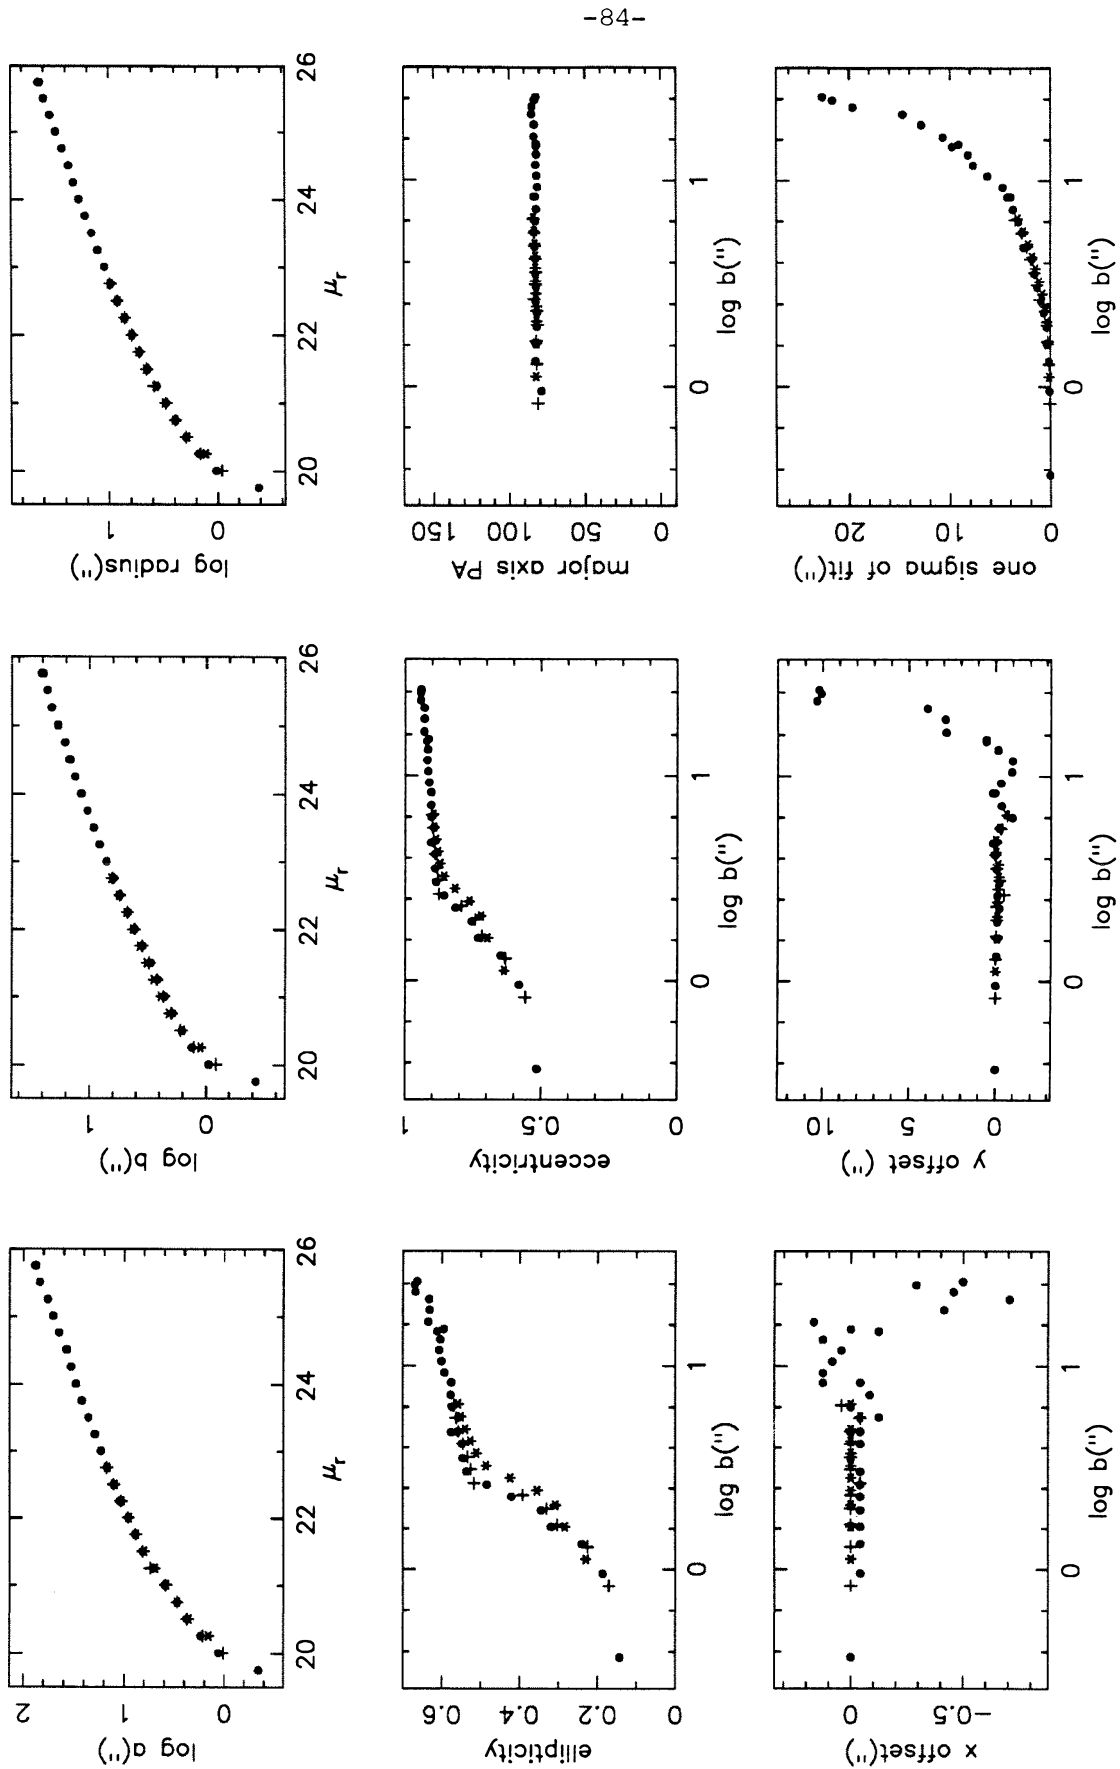 -84-
log a(")
2
1
0
20
22
24
26
μr
log b(")
1
0
20
22
24
26
μr
log radius(")
1
0
20
22
24
26
μr
ellipticity
0.6
0.4
0.2
0
0
1
log b(")
eccentricity
1
0.5
0
0
1
log b(")
major axis PA
150
100
50
0
0
1
log b(")
x offset(")
0
-0.5
0
1
log b(")
y offset (")
10
5
0
0
1
log b(")
one sigma of fit(")
20
10
0
0
1
log b(")